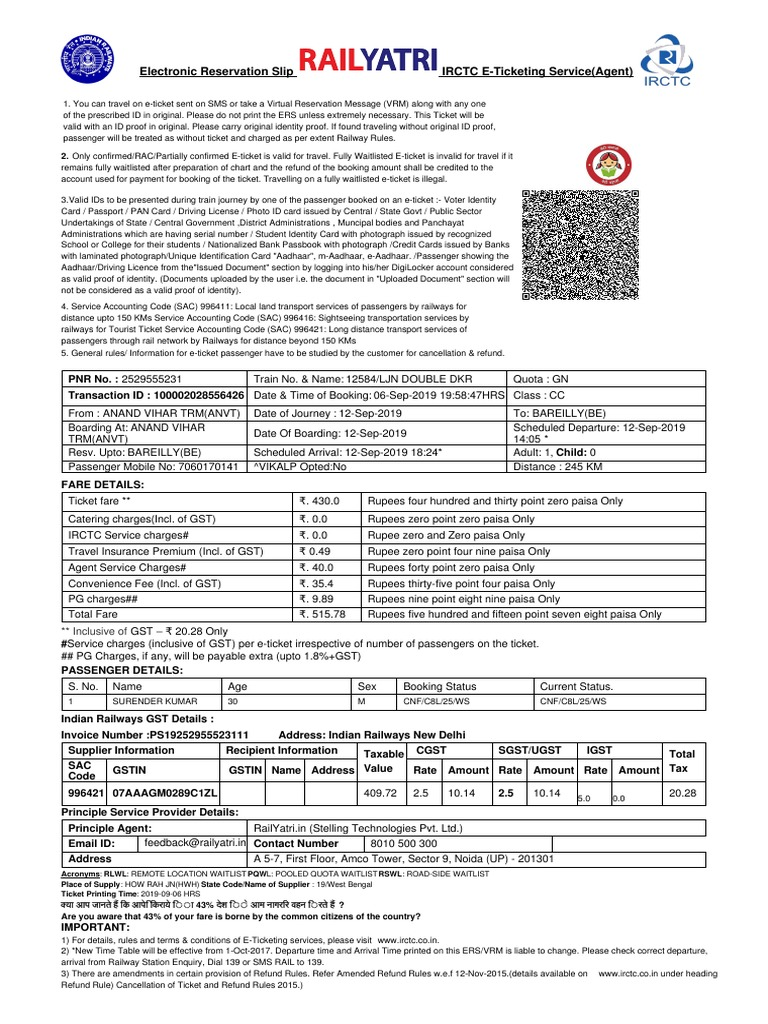 Electronic Reservation Slip RAILYATRI IRCTC E-Ticketing Service(Agent)
INDIAN RAILWAYS
IRCTC
1. You can travel on e-ticket sent on SMS or take a Virtual Reservation Message (VRM) along with any one
of the prescribed ID in original. Please do not print the ERS unless extremely necessary. This Ticket will be
valid with an ID proof in original. Please carry original identity proof. If found traveling without original ID proof,
passenger will be treated as without ticket and charged as per extent Railway Rules.
2. Only confirmed/RAC/Partially confirmed E-ticket is valid for travel. Fully Waitlisted E-ticket is invalid for travel if it
remains fully waitlisted after preparation of chart and the refund of the booking amount shall be credited to the
account used for payment for booking of the ticket. Travelling on a fully waitlisted e-ticket is illegal.
3.Valid IDs to be presented during train journey by one of the passenger booked on an e-ticket :- Voter Identity
Card / Passport / PAN Card / Driving License / Photo ID card issued by Central / State Govt / Public Sector
Undertakings of State / Central Government ,District Administrations , Muncipal bodies and Panchayat
Administrations which are having serial number / Student Identity Card with photograph issued by recognized
School or College for their students / Nationalized Bank Passbook with photograph /Credit Cards issued by Banks
with laminated photograph/Unique Identification Card "Aadhaar", m-Aadhaar, e-Aadhaar. /Passenger showing the
Aadhaar/Driving Licence from the"Issued Document" section by logging into his/her DigiLocker account considered
as valid proof of identity. (Documents uploaded by the user i.e. the document in "Uploaded Document" section will
not be considered as a valid proof of identity).
4. Service Accounting Code (SAC) 996411: Local land transport services of passengers by railways for
distance upto 150 KMs Service Accounting Code (SAC) 996416: Sightseeing transportation services by
railways for Tourist Ticket Service Accounting Code (SAC) 996421: Long distance transport services of
passengers through rail network by Railways for distance beyond 150 KMs
5. General rules/ Information for e-ticket passenger have to be studied by the customer for cancellation & refund.
PNR No. : 2529555231 Train No. & Name: 12584/LJN DOUBLE DKR Quota : GN
Transaction ID : 100002028556426 Date & Time of Booking: 06-Sep-2019 19:58:47HRS Class : CC
From : ANAND VIHAR TRM(ANVT) Date of Journey : 12-Sep-2019 To: BAREILLY(BE)
Boarding At: ANAND VIHAR TRM(ANVT) Date Of Boarding: 12-Sep-2019 Scheduled Departure: 12-Sep-2019 14:05 *
Resv. Upto: BAREILLY(BE) Scheduled Arrival: 12-Sep-2019 18:24* Adult: 1, Child: 0
Passenger Mobile No: 7060170141 ^VIKALP Opted:No Distance : 245 KM
FARE DETAILS:
Ticket fare ** ₹. 430.0 Rupees four hundred and thirty point zero paisa Only
Catering charges(Incl. of GST) ₹. 0.0 Rupees zero point zero paisa Only
IRCTC Service charges# ₹. 0.0 Rupee zero and Zero paisa Only
Travel Insurance Premium (Incl. of GST) ₹ 0.49 Rupee zero point four nine paisa Only
Agent Service Charges# ₹. 40.0 Rupees forty point zero paisa Only
Convenience Fee (Incl. of GST) ₹. 35.4 Rupees thirty-five point four paisa Only
PG charges## ₹. 9.89 Rupees nine point eight nine paisa Only
Total Fare ₹. 515.78 Rupees five hundred and fifteen point seven eight paisa Only
** Inclusive of GST – ₹ 20.28 Only
#Service charges (inclusive of GST) per e-ticket irrespective of number of passengers on the ticket.
## PG Charges, if any, will be payable extra (upto 1.8%+GST)
PASSENGER DETAILS:
S. No. Name Age Sex Booking Status Current Status.
1 SURENDER KUMAR 30 M CNF/C8L/25/WS CNF/C8L/25/WS
Indian Railways GST Details :
Invoice Number :PS19252955523111 Address: Indian Railways New Delhi
Supplier Information Recipient Information Taxable Value CGST SGST/UGST IGST Total Tax
SAC Code GSTIN GSTIN Name Address Rate Amount Rate Amount Rate Amount
996421 07AAAGM0289C1ZL 409.72 2.5 10.14 2.5 10.14 5.0 0.0 20.28
Principle Service Provider Details:
Principle Agent: RailYatri.in (Stelling Technologies Pvt. Ltd.)
Email ID: feedback@railyatri.in Contact Number 8010 500 300
Address A 5-7, First Floor, Amco Tower, Sector 9, Noida (UP) - 201301
Acronyms: RLWL: REMOTE LOCATION WAITLIST PQWL: POOLED QUOTA WAITLIST RSWL: ROAD-SIDE WAITLIST
Place of Supply: HOW RAH JN(HWH) State Code/Name of Supplier : 19/West Bengal
Ticket Printing Time: 2019-09-06 HRS
क्या आप जानते हैं कि 43% देश आम वहन हैं ?
Are you aware that 43% of your fare is borne by the common citizens of the country?
IMPORTANT:
1) For details, rules and terms & conditions of E-Ticketing services, please visit www.irctc.co.in.
2) *New Time Table will be effective from 1-Oct-2017. Departure time and Arrival Time printed on this ERS/VRM is liable to change. Please check correct departure,
arrival from Railway Station Enquiry, Dial 139 or SMS RAIL to 139.
3) There are amendments in certain provision of Refund Rules. Refer Amended Refund Rules w.e.f 12-Nov-2015.(details available on www.irctc.co.in under heading
Refund Rule) Cancellation of Ticket and Refund Rules 2015.)